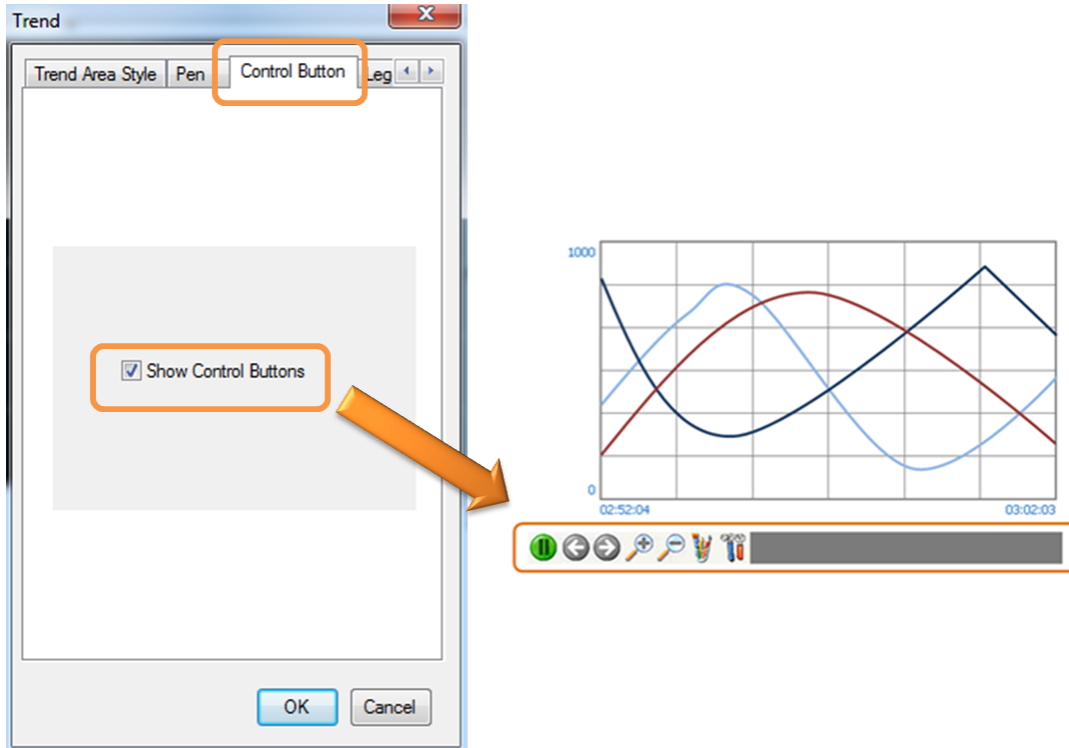 Trend
Trend Area Style Pen Control Button Leg
Show Control Buttons
OK Cancel
1000
0
02:52:04 03:02:03